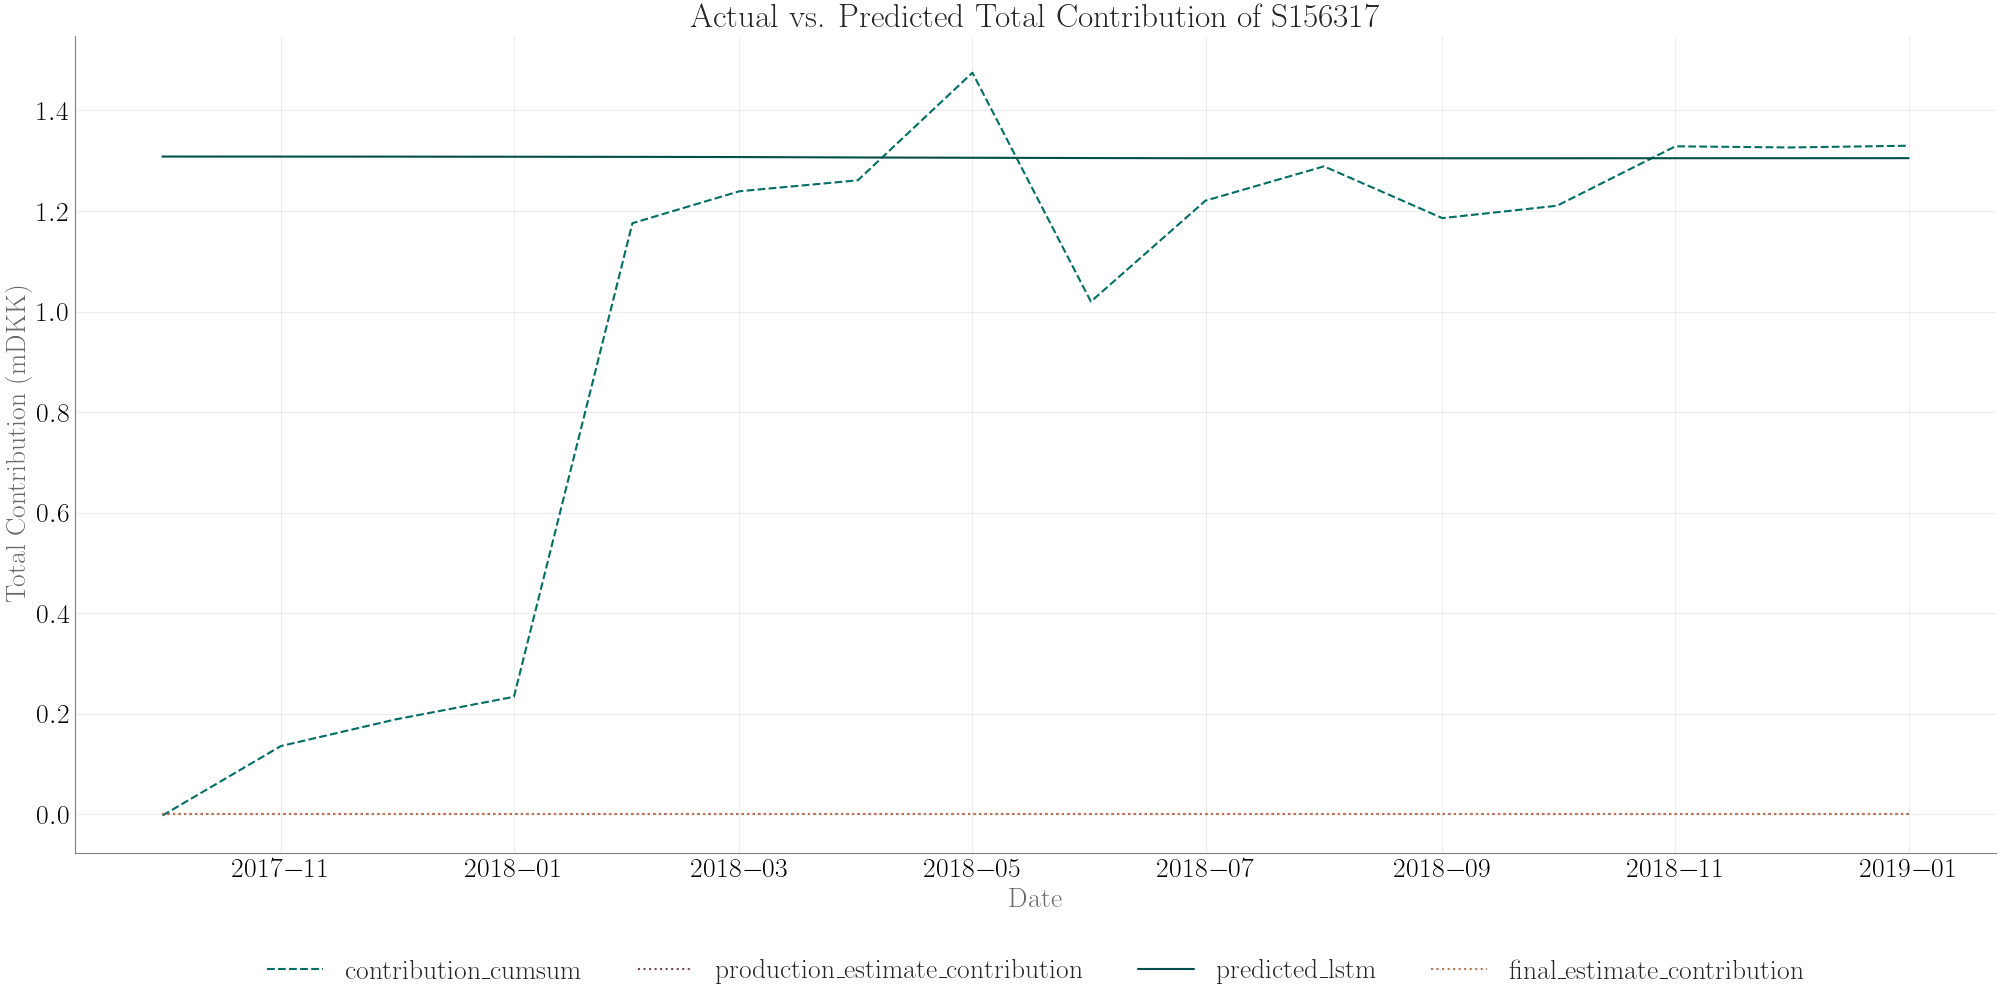 Actual vs. Predicted Total Contribution of S156317
Total Contribution (mDKK)
1.4
1.2
1.0
0.8
0.6
0.4
0.2
0.0
2017–11 2018–01 2018–03 2018–05 2018–07 2018–09 2018–11 2019–01
Date
contribution_cumsum production_estimate_contribution predicted_lstm final_estimate_contribution